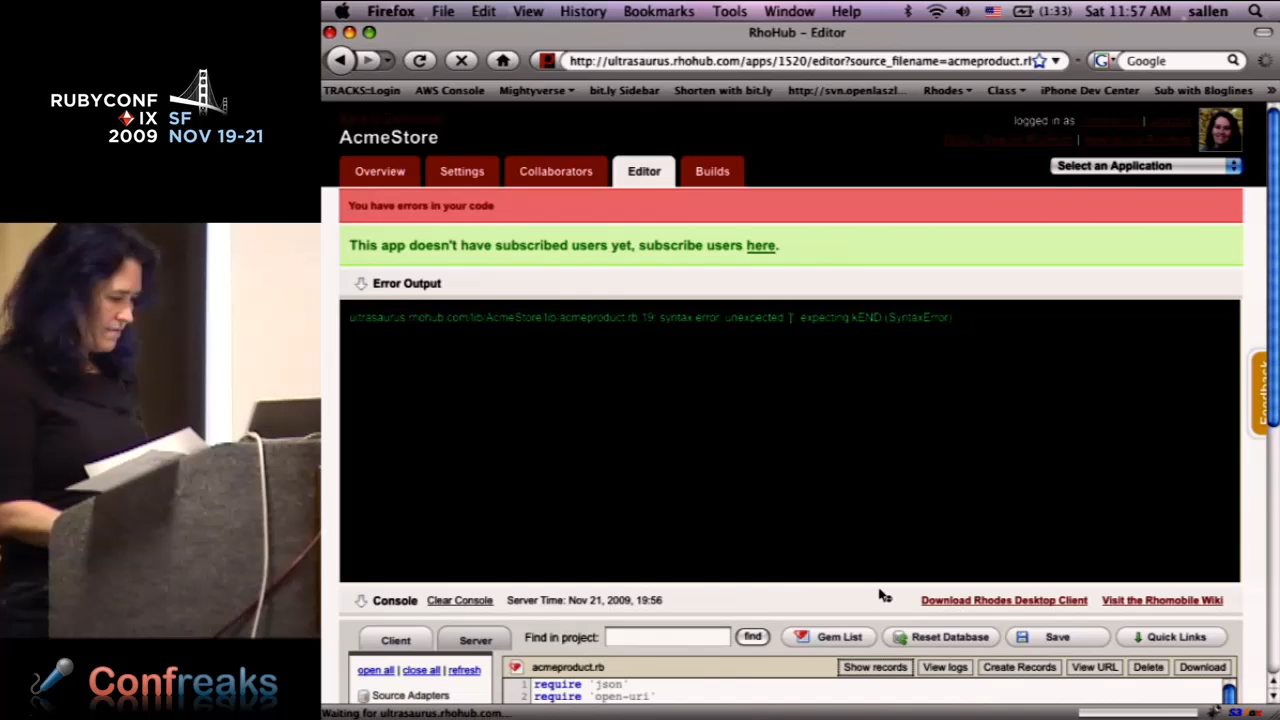 RUBYCONF
IX SF
2009 NOV 19-21
Firefox File Edit View History Bookmarks Tools Window Help (1:33) Sat 11:57 AM sallen
RhoHub - Editor
http://ultrasaurus.rhohub.com/apps/1520/editor?source_filename=acmeproduct.rl Google
TRACKS::Login AWS Console Mightyverse bit.ly Sidebar Shorten with bit.ly http://svn.openlaszl... Rhodes Class iPhone Dev Center Sub with Bloglines »
AcmeStore
logged in as
Select an Application
Overview Settings Collaborators Editor Builds
You have errors in your code
This app doesn't have subscribed users yet, subscribe users here.
Error Output
ultrasaurus.rhohub.com/lib/AcmeStore/lib/acmeproduct.rb:19: syntax error, unexpected ']', expecting kEND (SyntaxError)
Feedback
Console Clear Console Server Time: Nov 21, 2009, 19:56 Download Rhodes Desktop Client Visit the Rhomobile Wiki
Client Server Find in project: find Gem List Reset Database Save Quick Links
open all | close all | refresh
acmeproduct.rb Show records View logs Create Records View URL Delete Download
Source Adapters
1 require 'json'
2 require 'open-uri'
Confreaks
Waiting for ultrasaurus.rhohub.com...